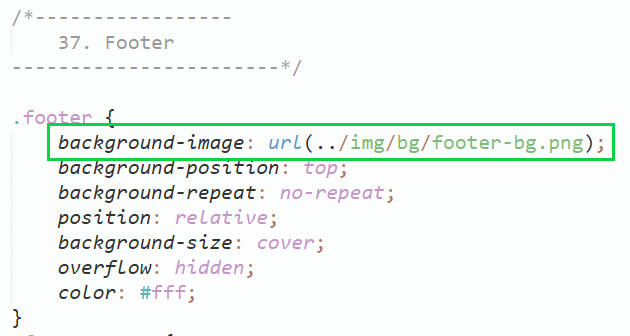 /*-----------------
37. Footer
-----------------------*/
.footer {
background-image: url(../img/bg/footer-bg.png);
background-position: top;
background-repeat: no-repeat;
position: relative;
background-size: cover;
overflow: hidden;
color: #fff;
}